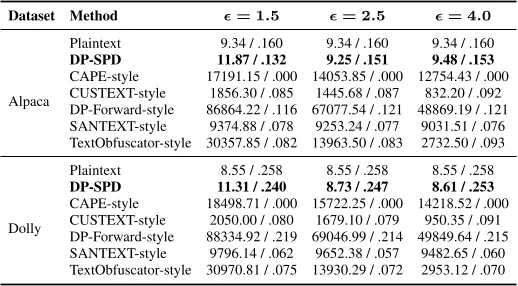 Dataset Method ϵ = 1.5 ϵ = 2.5 ϵ = 4.0
Plaintext 9.34 / .160 9.34 / .160 9.34 / .160
DP-SPD 11.87 / .132 9.25 / .151 9.48 / .153
CAPE-style 17191.15 / .000 14053.85 / .000 12754.43 / .000
Alpaca CUSTEXT-style 1856.30 / .085 1445.68 / .087 832.20 / .092
DP-Forward-style 86864.22 / .116 67077.54 / .121 48869.19 / .121
SANTEXT-style 9374.88 / .078 9253.24 / .077 9031.51 / .076
TextObfuscator-style 30357.85 / .082 13963.50 / .083 2732.50 / .093
Plaintext 8.55 / .258 8.55 / .258 8.55 / .258
DP-SPD 11.31 / .240 8.73 / .247 8.61 / .253
CAPE-style 18498.71 / .000 15722.25 / .000 14218.52 / .000
Dolly CUSTEXT-style 2050.00 / .080 1679.10 / .079 950.35 / .091
DP-Forward-style 88334.92 / .219 69046.99 / .214 49849.64 / .215
SANTEXT-style 9796.14 / .062 9652.38 / .057 9482.65 / .060
TextObfuscator-style 30970.81 / .075 13930.29 / .072 2953.12 / .070